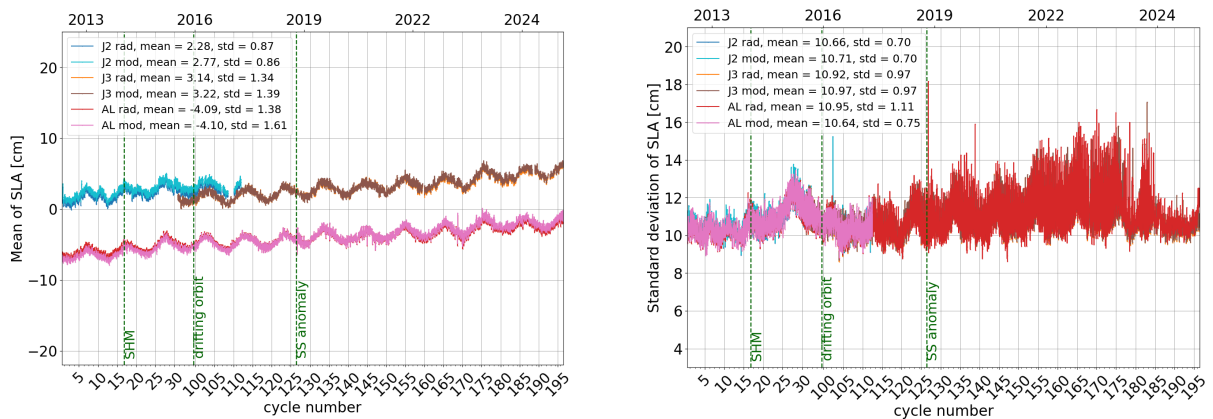 2013 2016 2019 2022 2024
Mean of SLA [cm]
20
10
0
−10
−20
J2 rad, mean = 2.28, std = 0.87
J2 mod, mean = 2.77, std = 0.86
J3 rad, mean = 3.14, std = 1.34
J3 mod, mean = 3.22, std = 1.39
AL rad, mean = -4.09, std = 1.38
AL mod, mean = -4.10, std = 1.61
SHM
drifting orbit
SS anomaly
5 10 15 20 25 30 100 105 110 115 120 125 130 135 140 145 150 155 160 165 170 175 180 185 190 195
cycle number
2013 2016 2019 2022 2024
Standard deviation of SLA [cm]
20
18
16
14
12
10
8
6
4
J2 rad, mean = 10.66, std = 0.70
J2 mod, mean = 10.71, std = 0.70
J3 rad, mean = 10.92, std = 0.97
J3 mod, mean = 10.97, std = 0.97
AL rad, mean = 10.95, std = 1.11
AL mod, mean = 10.64, std = 0.75
SHM
drifting orbit
SS anomaly
5 10 15 20 25 30 100 105 110 115 120 125 130 135 140 145 150 155 160 165 170 175 180 185 190 195
cycle number